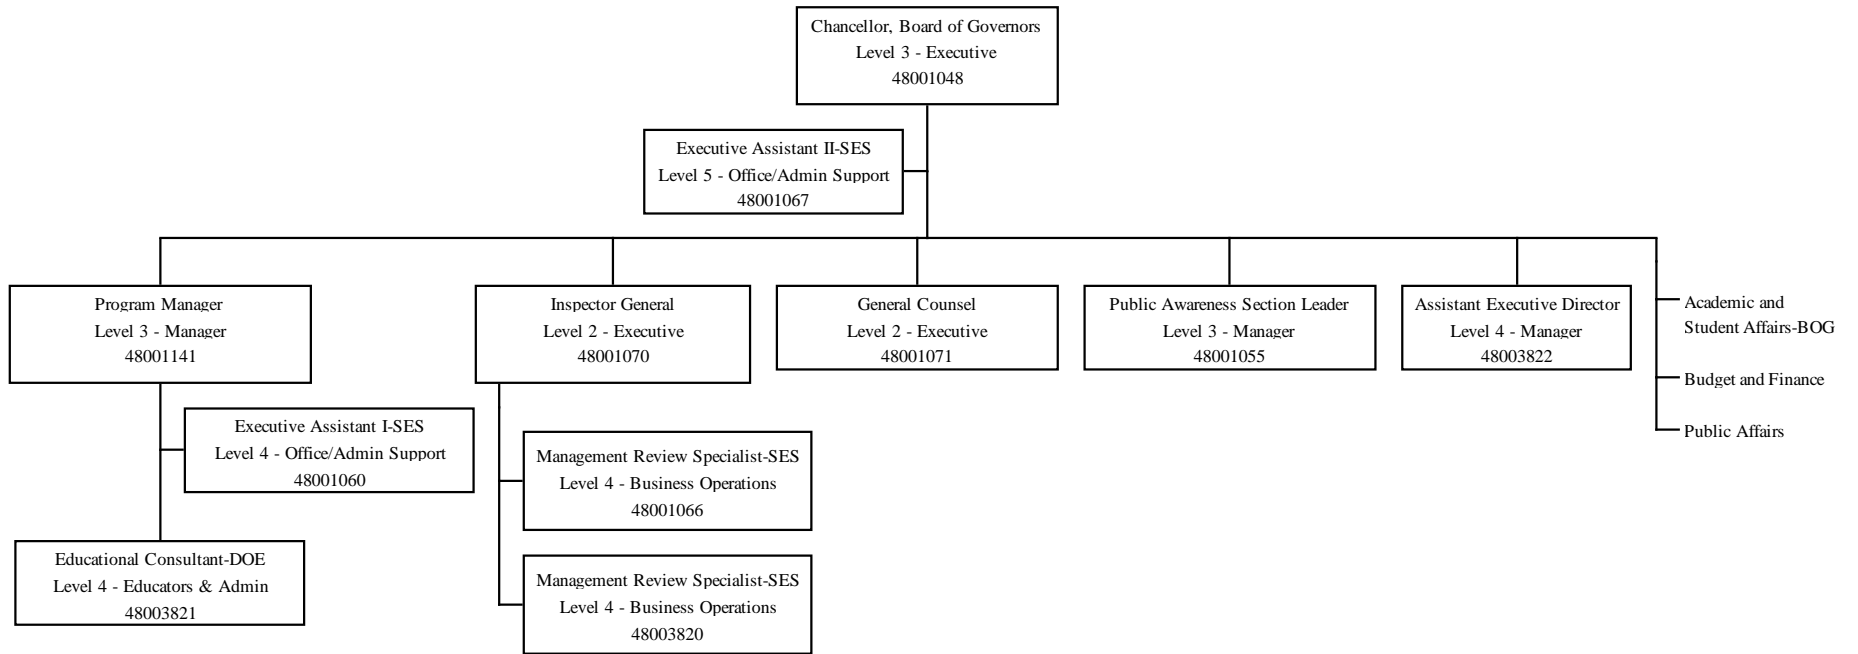 Chancellor, Board of Governors
Level 3 - Executive
48001048
Executive Assistant II-SES
Level 5 - Office/Admin Support
48001067
Program Manager
Level 3 - Manager
48001141
Inspector General
Level 2 - Executive
48001070
General Counsel
Level 2 - Executive
48001071
Public Awareness Section Leader
Level 3 - Manager
48001055
Assistant Executive Director
Level 4 - Manager
48003822
Academic and
Student Affairs-BOG
Budget and Finance
Public Affairs
Executive Assistant I-SES
Level 4 - Office/Admin Support
48001060
Management Review Specialist-SES
Level 4 - Business Operations
48001066
Educational Consultant-DOE
Level 4 - Educators & Admin
48003821
Management Review Specialist-SES
Level 4 - Business Operations
48003820